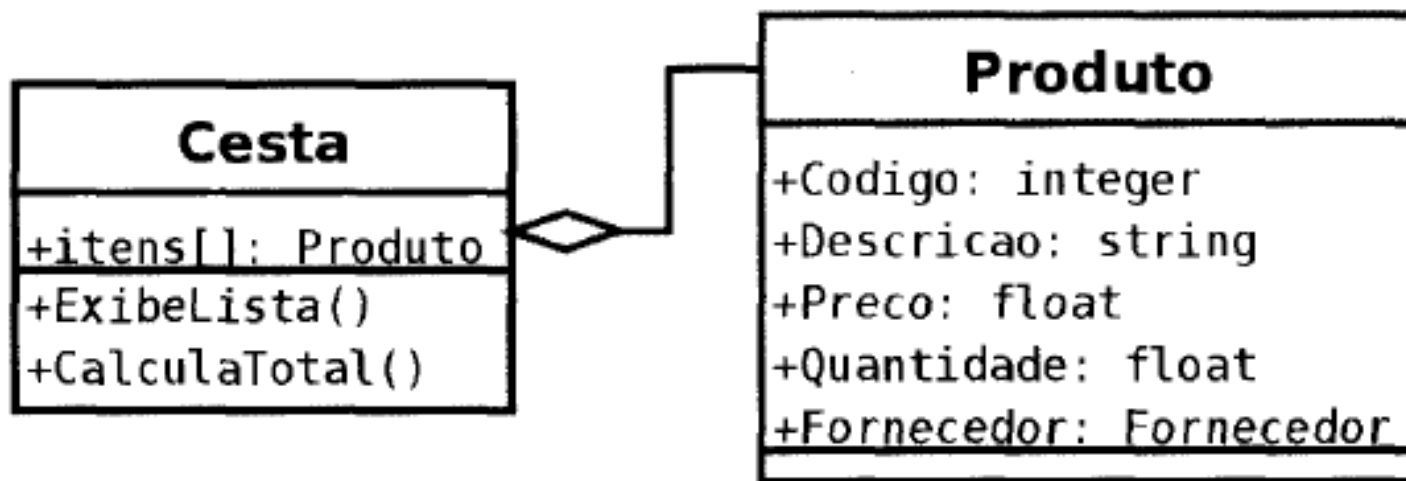 Cesta
+itens[]: Produto
+ExibeLista()
+CalculaTotal()
Produto
+Codigo: integer
+Descricao: string
+Preco: float
+Quantidade: float
+Fornecedor: Fornecedor